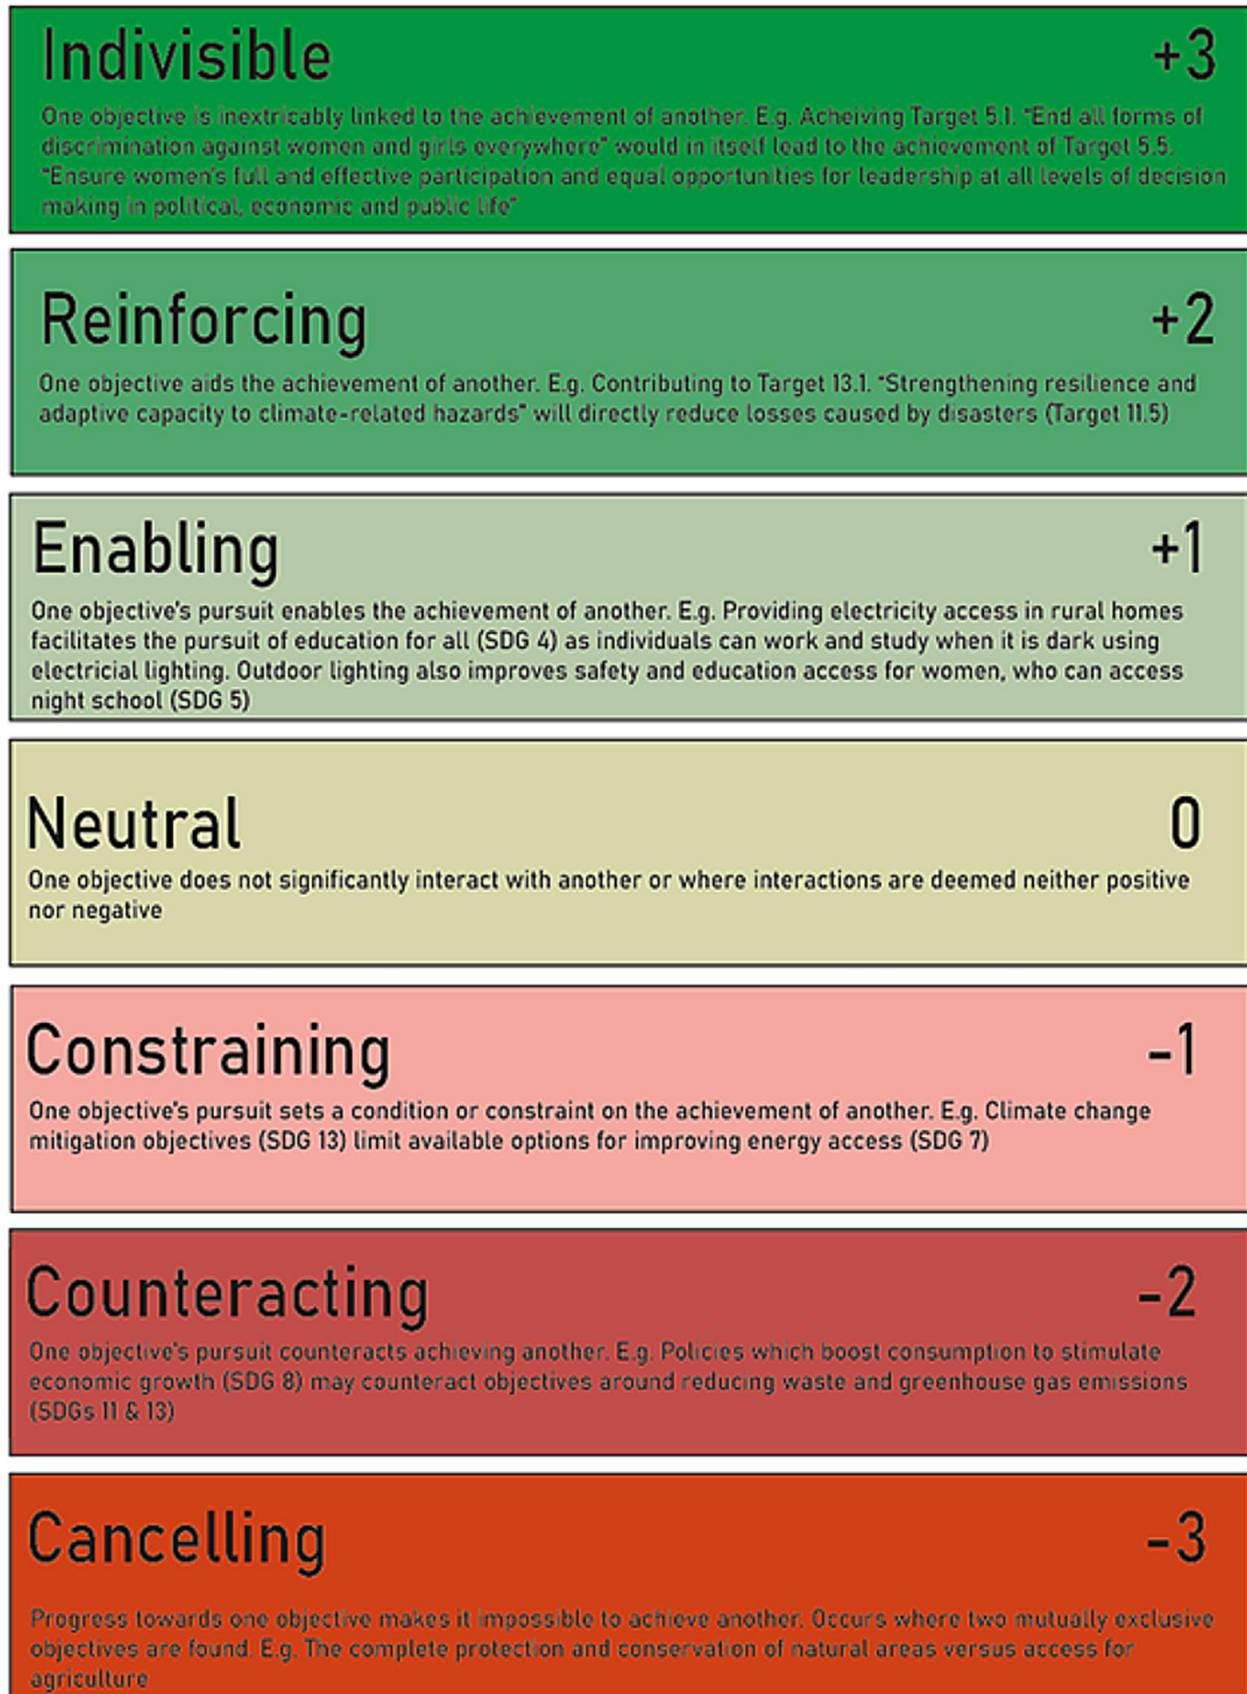 Indivisible +3
One objective is inextricably linked to the achievement of another. E.g. Acheiving Target 5.1. "End all forms of
discrimination against women and girls everywhere" would in itself lead to the achievement of Target 5.5.
"Ensure women's full and effective participation and equal opportunities for leadership at all levels of decision
making in political, economic and public life"
Reinforcing +2
One objective aids the achievement of another. E.g. Contributing to Target 13.1. "Strengthening resilience and
adaptive capacity to climate-related hazards" will directly reduce losses caused by disasters (Target 11.5)
Enabling +1
One objective's pursuit enables the achievement of another. E.g. Providing electricity access in rural homes
facilitates the pursuit of education for all (SDG 4) as individuals can work and study when it is dark using
electricial lighting. Outdoor lighting also improves safety and education access for women, who can access
night school (SDG 5)
Neutral 0
One objective does not significantly interact with another or where interactions are deemed neither positive
nor negative
Constraining -1
One objective's pursuit sets a condition or constraint on the achievement of another. E.g. Climate change
mitigation objectives (SDG 13) limit available options for improving energy access (SDG 7)
Counteracting -2
One objective's pursuit counteracts achieving another. E.g. Policies which boost consumption to stimulate
economic growth (SDG 8) may counteract objectives around reducing waste and greenhouse gas emissions
(SDGs 11 & 13)
Cancelling -3
Progress towards one objective makes it impossible to achieve another. Occurs where two mutually exclusive
objectives are found. E.g. The complete protection and conservation of natural areas versus access for
agriculture